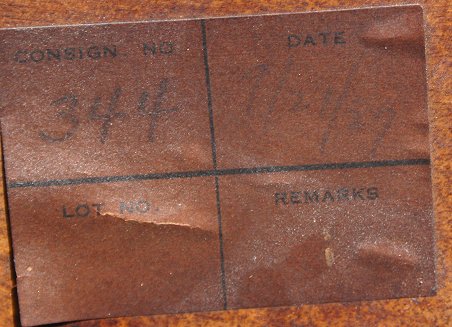 CONSIGN. NO
DATE
344
LOT NO.
REMARKS